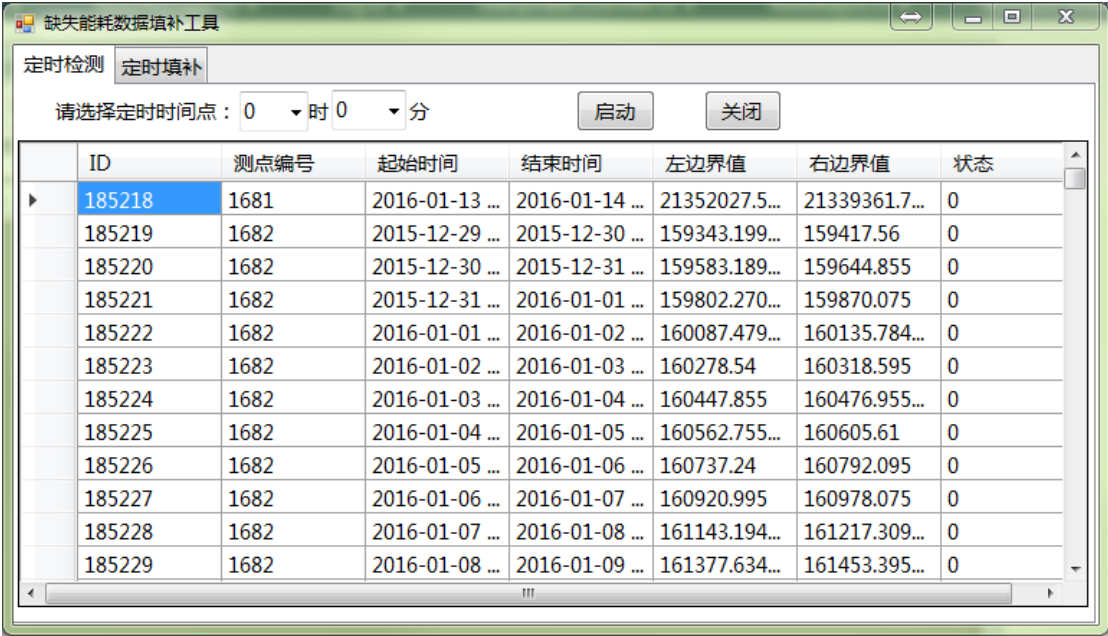 缺失能耗数据填补工具
定时检测 定时填补
请选择定时时间点： 0 时 0 分 启动 关闭
ID 测点编号 起始时间 结束时间 左边界值 右边界值 状态
185218 1681 2016-01-13 ... 2016-01-14 ... 21352027.5... 21339361.7... 0
185219 1682 2015-12-29 ... 2015-12-30 ... 159343.199... 159417.56 0
185220 1682 2015-12-30 ... 2015-12-31 ... 159583.189... 159644.855 0
185221 1682 2015-12-31 ... 2016-01-01 ... 159802.270... 159870.075 0
185222 1682 2016-01-01 ... 2016-01-02 ... 160087.479... 160135.784... 0
185223 1682 2016-01-02 ... 2016-01-03 ... 160278.54 160318.595 0
185224 1682 2016-01-03 ... 2016-01-04 ... 160447.855 160476.955... 0
185225 1682 2016-01-04 ... 2016-01-05 ... 160562.755... 160605.61 0
185226 1682 2016-01-05 ... 2016-01-06 ... 160737.24 160792.095 0
185227 1682 2016-01-06 ... 2016-01-07 ... 160920.995 160978.075 0
185228 1682 2016-01-07 ... 2016-01-08 ... 161143.194... 161217.309... 0
185229 1682 2016-01-08 ... 2016-01-09 ... 161377.634... 161453.395... 0